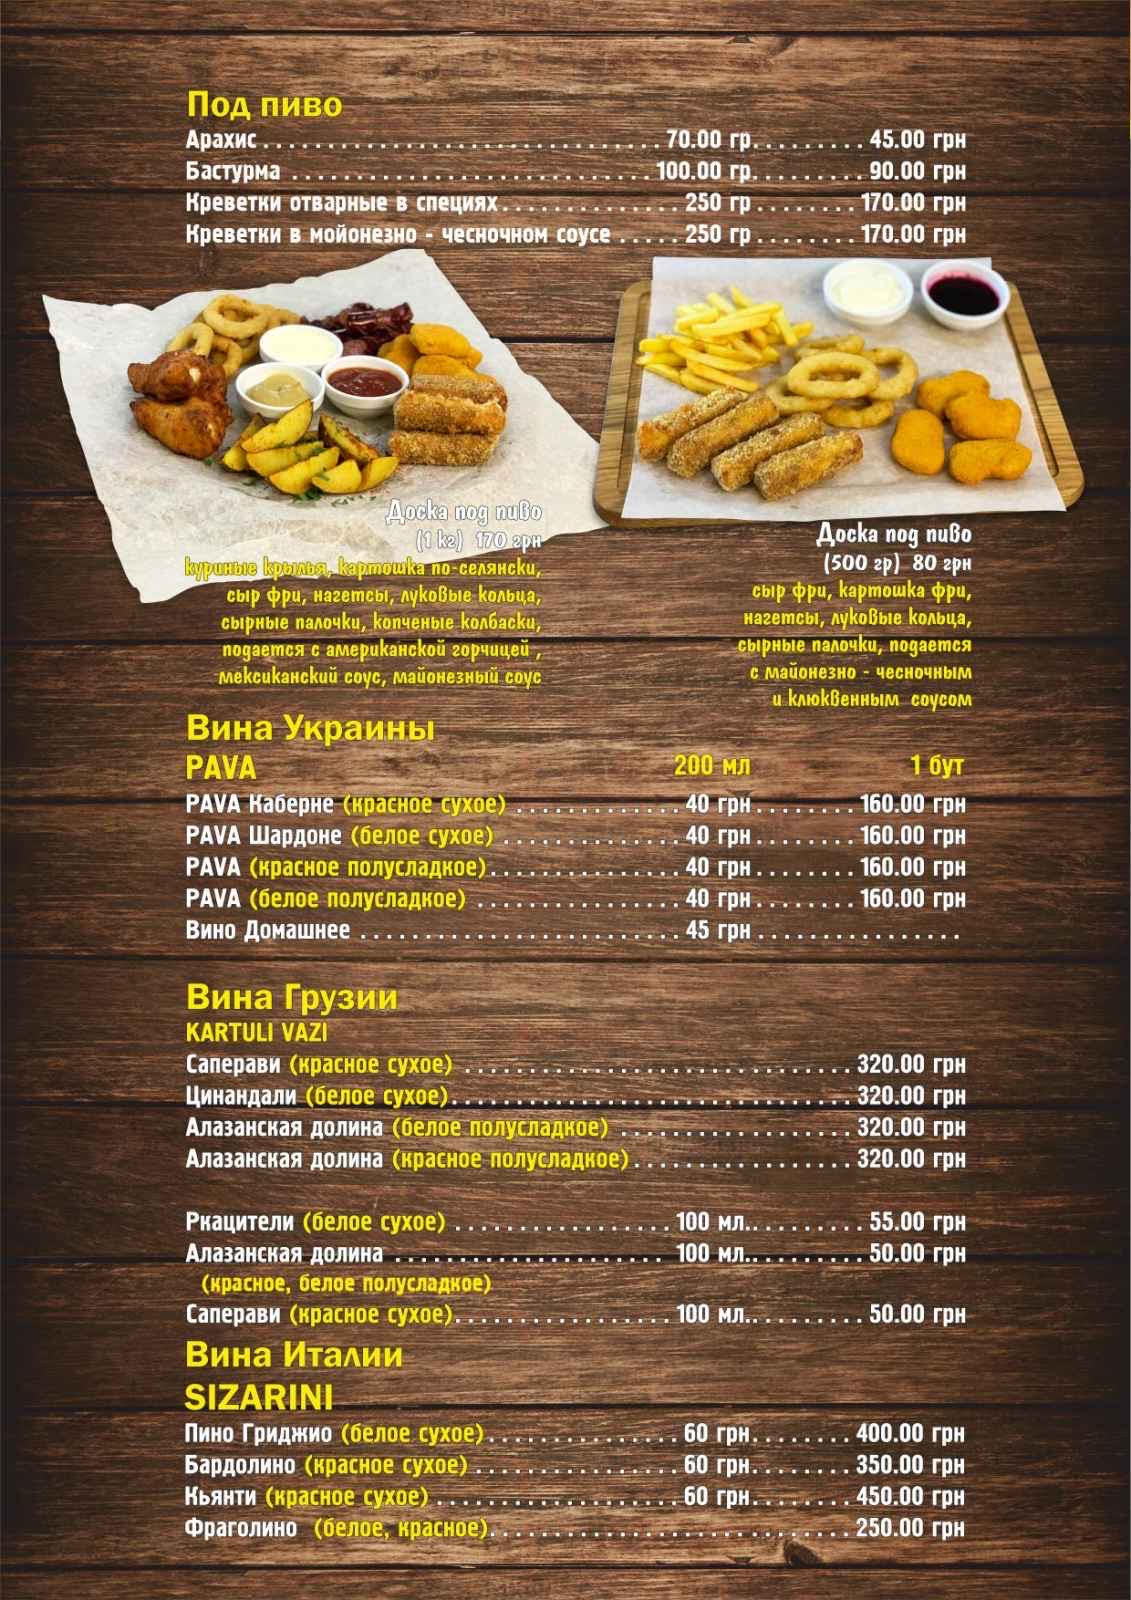 Под пиво
Арахис 70.00 гр. 45.00 грн
Бастурма 100.00 гр. 90.00 грн
Креветки отварные в специях 250 гр 170.00 грн
Креветки в мойонезно - чесночном соусе 250 гр 170.00 грн
Доска под пиво
(1 кг) 170 грн
куриные крылья, картошка по-селянски,
сыр фри, нагетсы, луковые кольца,
сырные палочки, копченые колбаски,
подается с американской горчицей ,
мексиканский соус, майонезный соус
Доска под пиво
(500 гр) 80 грн
сыр фри, картошка фри,
нагетсы, луковые кольца,
сырные палочки, подается
с майонезно - чесночным
и клюквенным соусом
Вина Украины
PAVA 200 мл 1 бут
PAVA Каберне (красное сухое) 40 грн 160.00 грн
PAVA Шардоне (белое сухое) 40 грн 160.00 грн
PAVA (красное полусладкое) 40 грн 160.00 грн
PAVA (белое полусладкое) 40 грн 160.00 грн
Вино Домашнее 45 грн
Вина Грузии
KARTULI VAZI
Саперави (красное сухое) 320.00 грн
Цинандали (белое сухое) 320.00 грн
Алазанская долина (белое полусладкое) 320.00 грн
Алазанская долина (красное полусладкое) 320.00 грн
Ркацители (белое сухое) 100 мл. 55.00 грн
Алазанская долина 100 мл. 50.00 грн
(красное, белое полусладкое)
Саперави (красное сухое) 100 мл. 50.00 грн
Вина Италии
SIZARINI
Пино Гриджио (белое сухое) 60 грн 400.00 грн
Бардолино (красное сухое) 60 грн 350.00 грн
Кьянти (красное сухое) 60 грн 450.00 грн
Фраголино (белое, красное) 250.00 грн